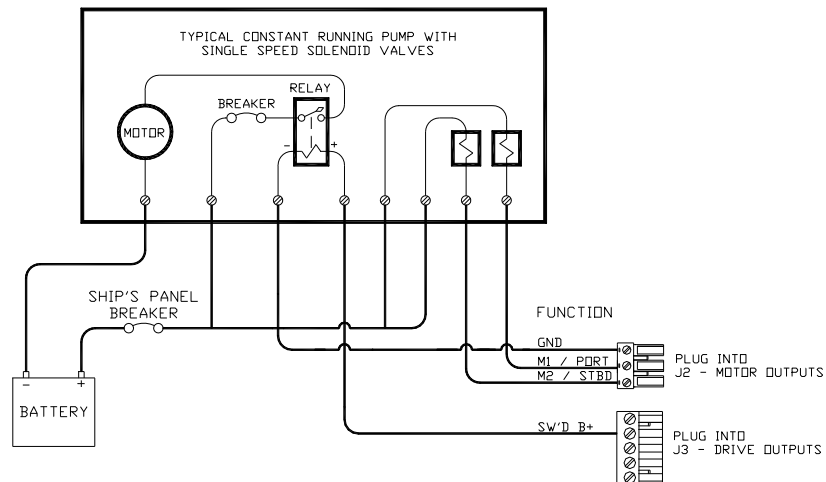 TYPICAL CONSTANT RUNNING PUMP WITH
SINGLE SPEED SOLENOID VALVES
RELAY
BREAKER
MOTOR
- +
SHIP'S PANEL
BREAKER
FUNCTION
GND
M1 / PORT
M2 / STBD
PLUG INTO
J2 - MOTOR OUTPUTS
- +
BATTERY
SW'D B+
PLUG INTO
J3 - DRIVE OUTPUTS